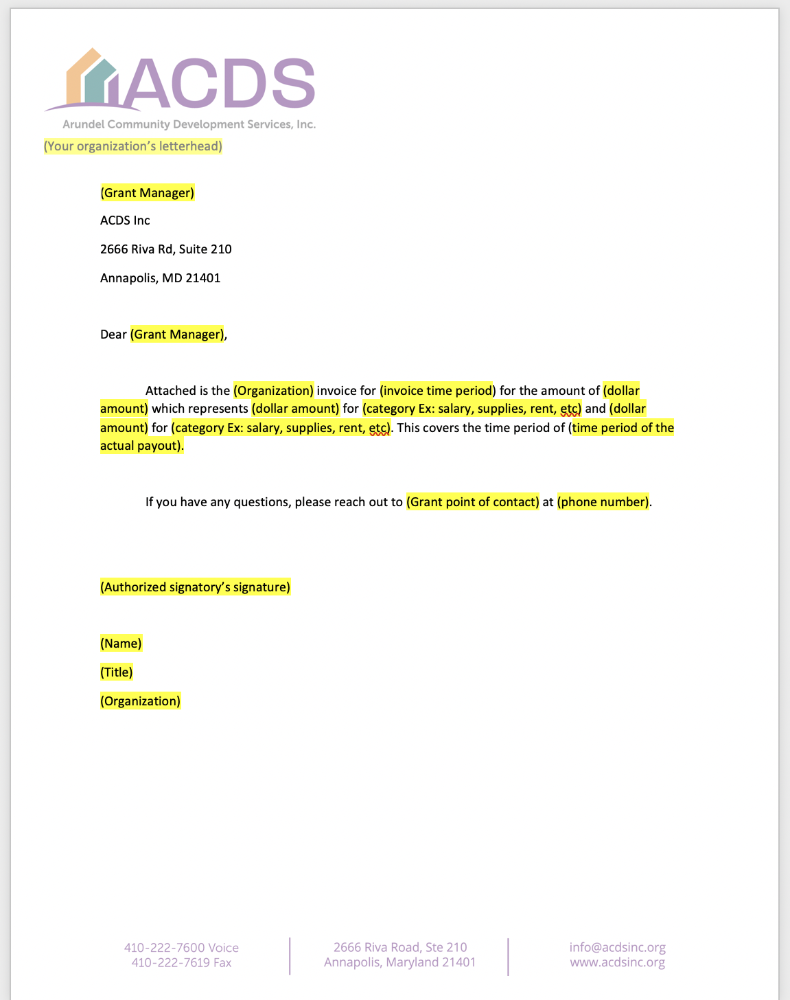 ACDS
Arundel Community Development Services, Inc.
(Your organization’s letterhead)
(Grant Manager)
ACDS Inc
2666 Riva Rd, Suite 210
Annapolis, MD 21401
Dear (Grant Manager),
Attached is the (Organization) invoice for (invoice time period) for the amount of (dollar
amount) which represents (dollar amount) for (category Ex: salary, supplies, rent, etc) and (dollar
amount) for (category Ex: salary, supplies, rent, etc). This covers the time period of (time period of the
actual payout).
If you have any questions, please reach out to (Grant point of contact) at (phone number).
(Authorized signatory’s signature)
(Name)
(Title)
(Organization)
410-222-7600 Voice
410-222-7619 Fax
2666 Riva Road, Ste 210
Annapolis, Maryland 21401
info@acdsinc.org
www.acdsinc.org